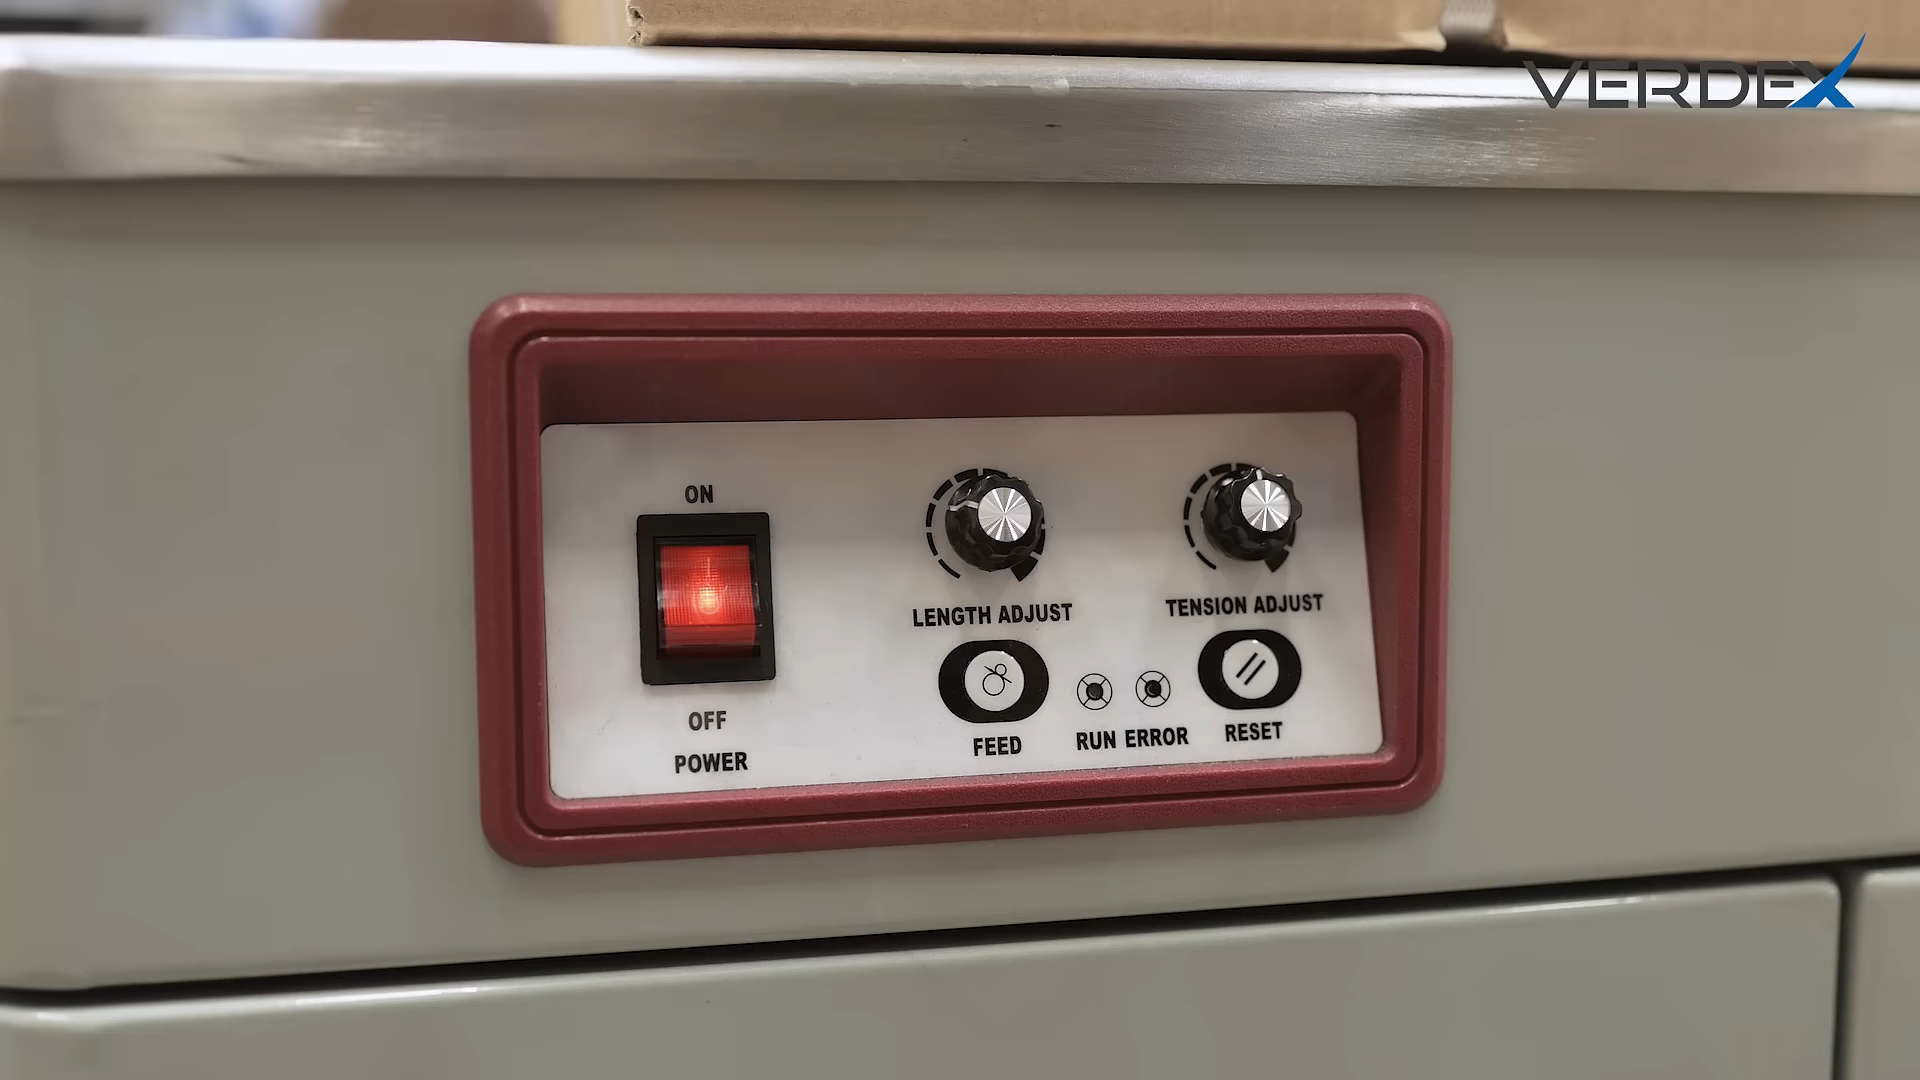 VERDEX
ON
OFF
POWER
LENGTH ADJUST
TENSION ADJUST
FEED
RUN ERROR
RESET